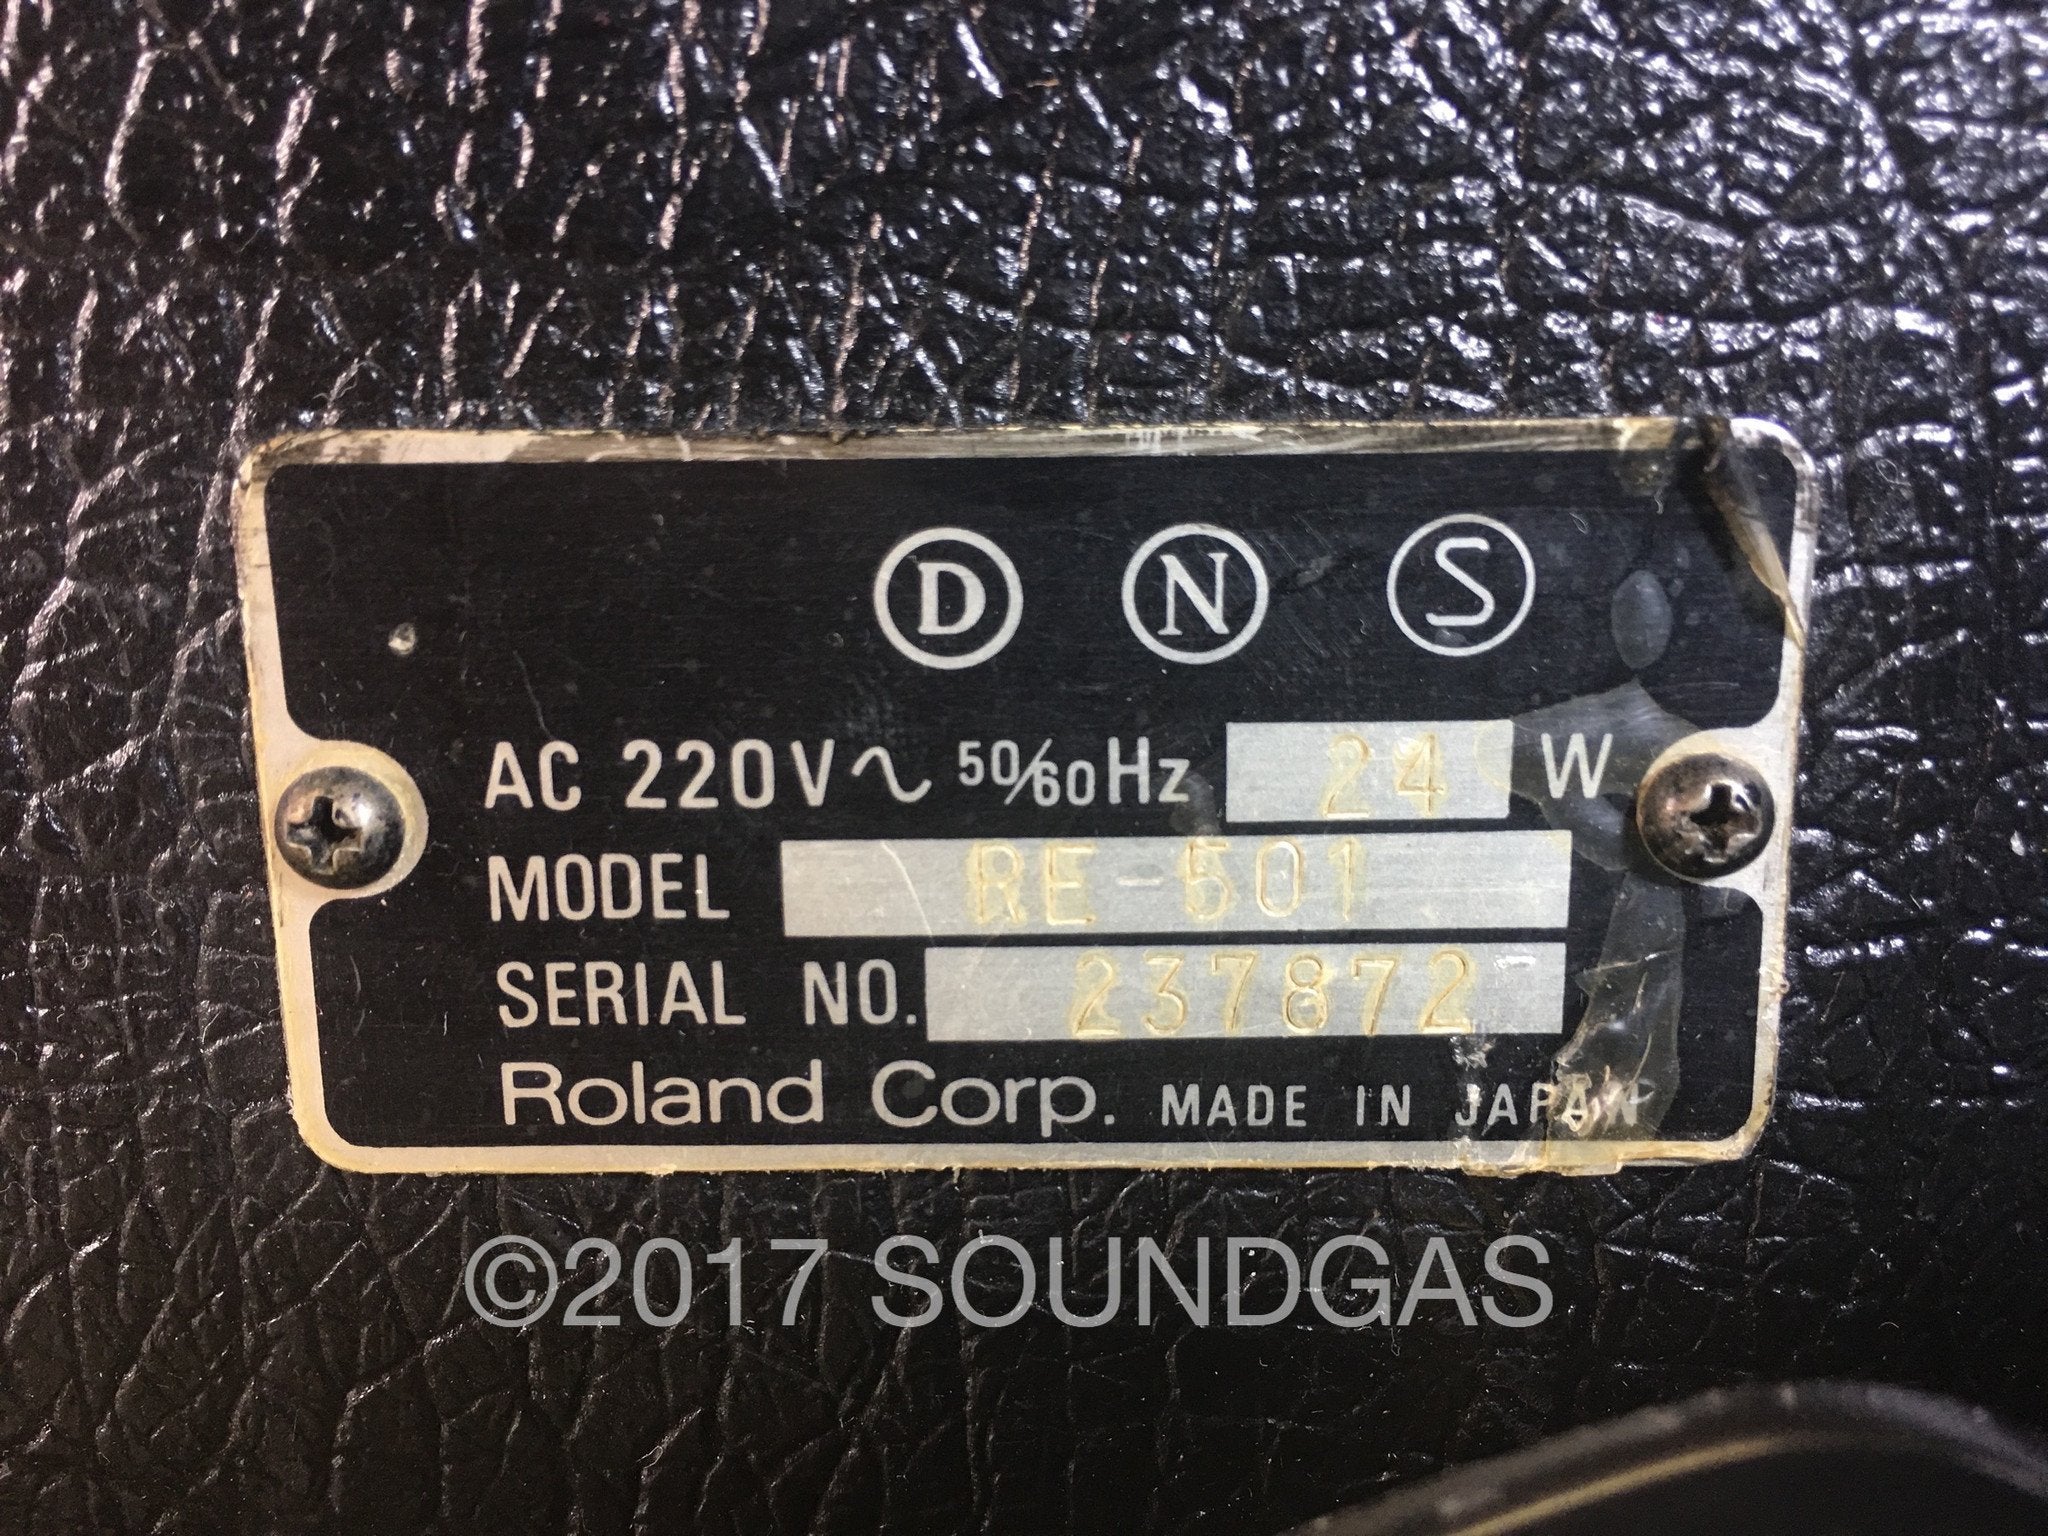 D N S
AC 220V~ 50/60Hz 24 W
MODEL RE-501
SERIAL NO. 237872
Roland Corp. MADE IN JAPAN
©2017 SOUNDGAS